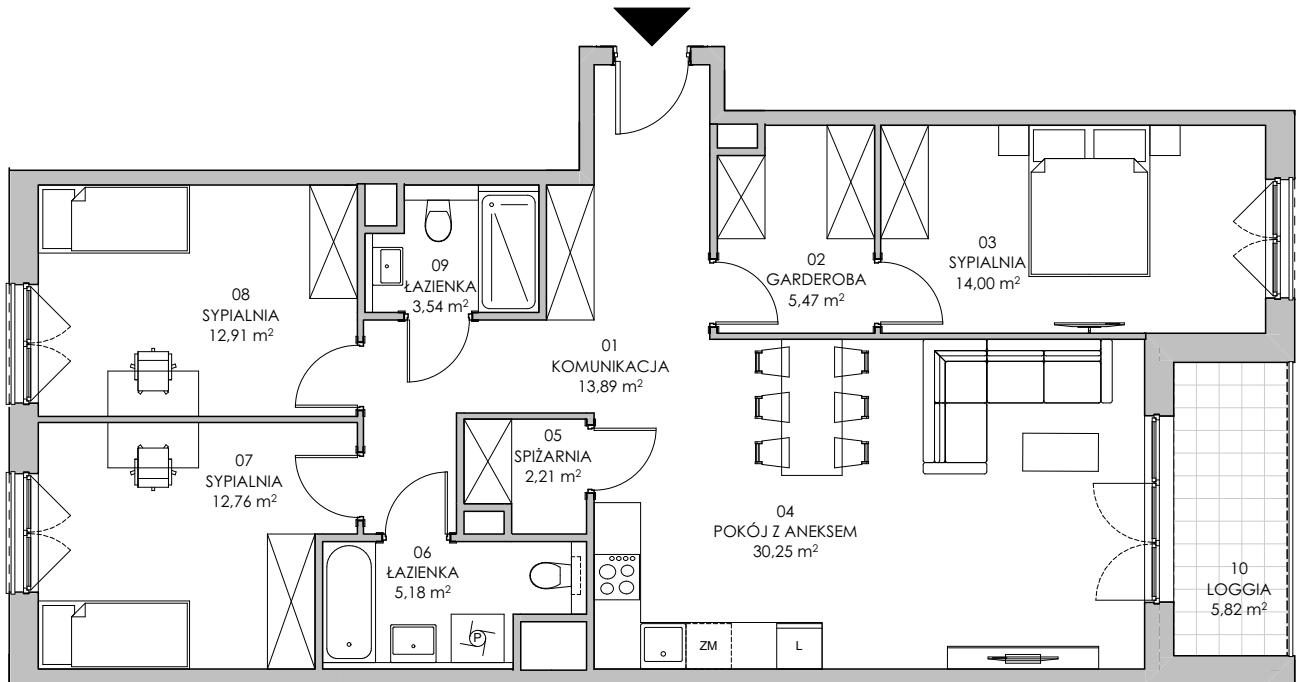 01
KOMUNIKACJA
13,89 m²
02
GARDEROBA
5,47 m²
03
SYPIALNIA
14,00 m²
04
POKÓJ Z ANEKSEM
30,25 m²
05
SPIŻARNIA
2,21 m²
06
ŁAZIENKA
5,18 m²
07
SYPIALNIA
12,76 m²
08
SYPIALNIA
12,91 m²
09
ŁAZIENKA
3,54 m²
10
LOGGIA
5,82 m²
P
ZM
L